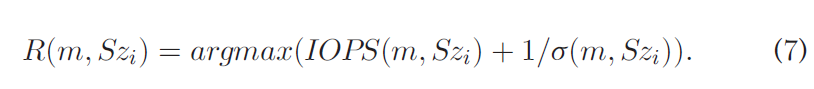 R(m, Sz_i) = argmax(IOPS(m, Sz_i) + 1/σ(m, Sz_i)). (7)